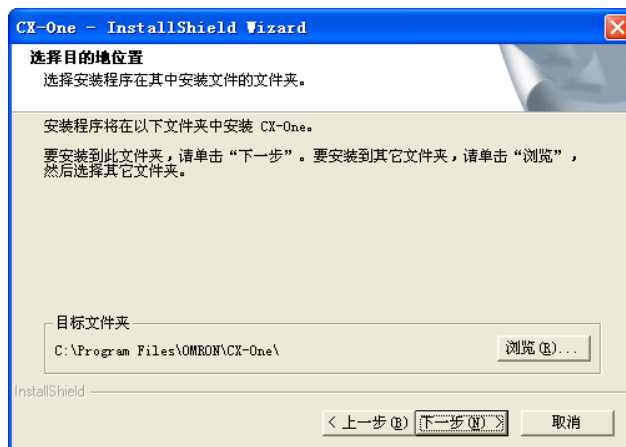 CX-One - InstallShield Wizard
选择目的地位置
选择安装程序在其中安装文件的文件夹。
安装程序将在以下文件夹中安装 CX-One。
要安装到此文件夹，请单击“下一步”。要安装到其它文件夹，请单击“浏览”，
然后选择其它文件夹。
目标文件夹
C:\Program Files\OMRON\CX-One\
浏览(R)...
InstallShield
< 上一步(B) 下一步(N) > 取消